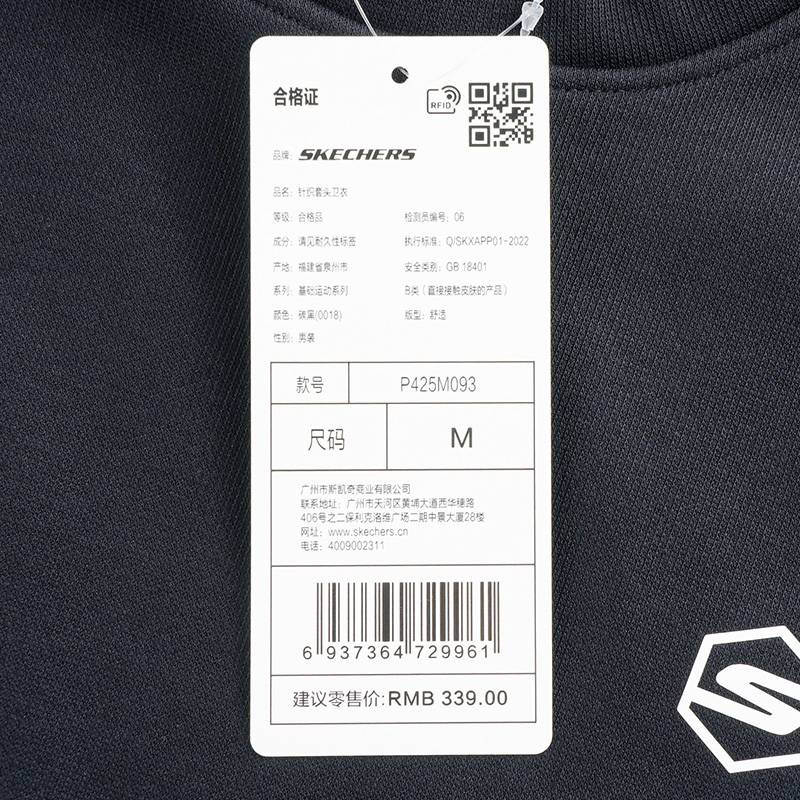 合格证
RFID
品牌: SKECHERS
品名: 针织套头卫衣
等级: 合格品 检测员编号: 06
成分: 请见耐久性标签 执行标准: Q/SKXAPP01-2022
产地: 福建省泉州市 安全类别: GB 18401
系列: 基础运动系列 B类(直接接触皮肤的产品)
颜色: 碳黑(0018) 版型: 舒适
性别: 男装
款号 P425M093
尺码 M
广州市斯凯奇商业有限公司
联系地址: 广州市天河区黄埔大道西华穗路
406号之二保利克洛维广场二期中景大厦28楼
网址: www.skechers.cn
电话: 4009002311
6 937364 729961
建议零售价: RMB 339.00
S